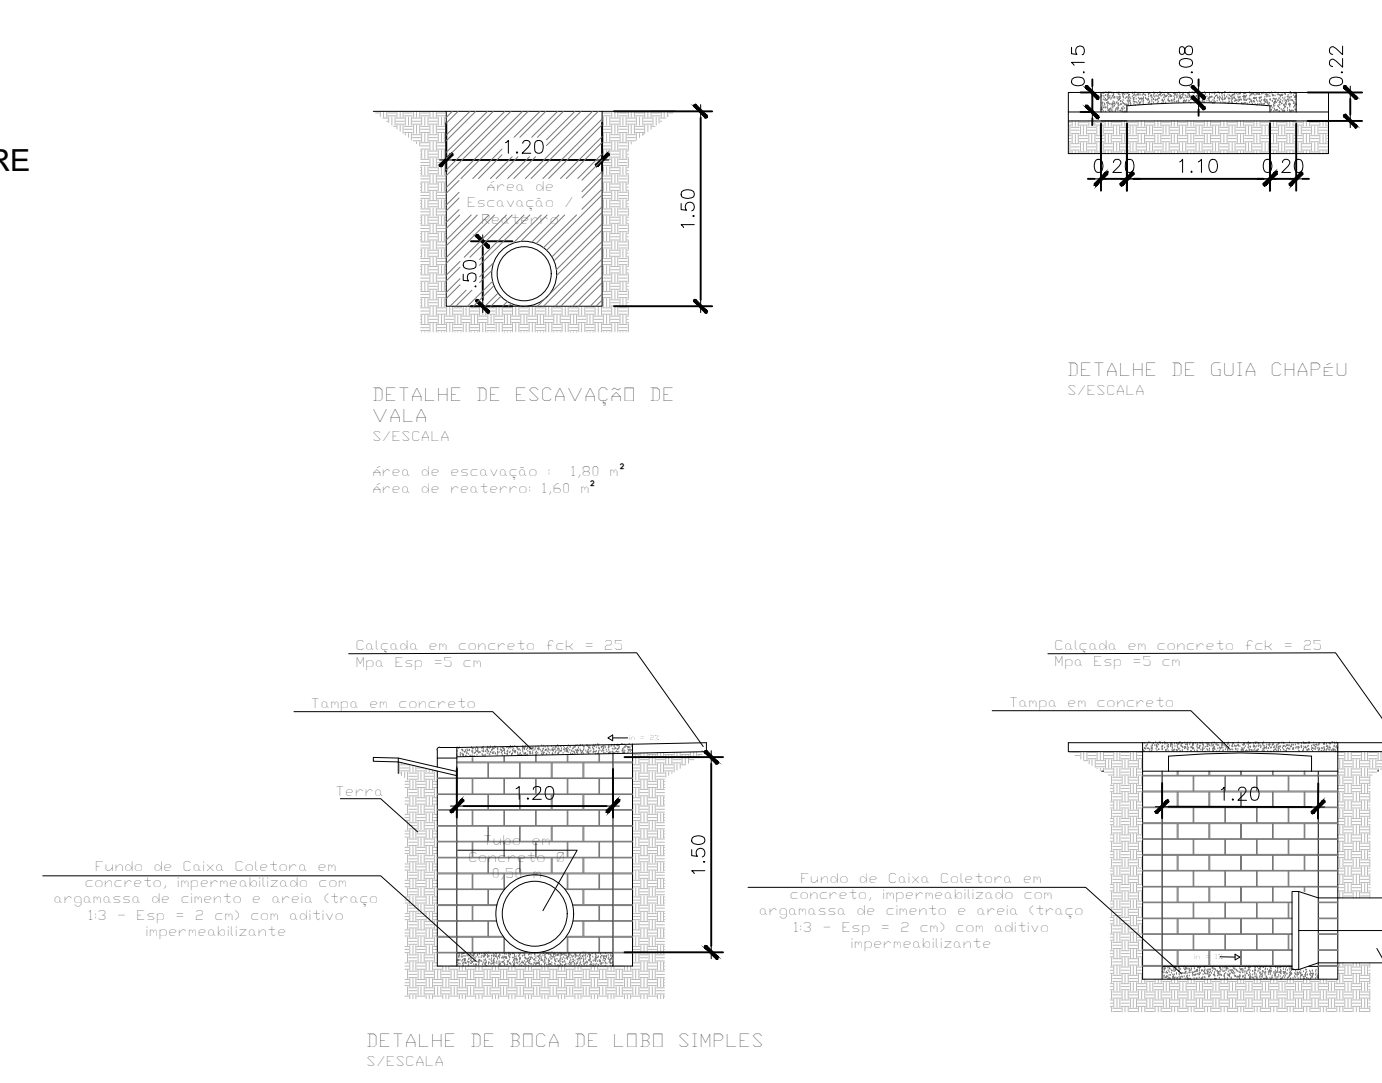 RE
1.20
Área de
Escavação /
Reaterro
.50
1.50
DETALHE DE ESCAVAÇÃO DE
VALA
S/ESCALA
Área de escavação :  1,80 m²
Área de reaterro: 1,60 m²
0.15
0.08
0.22
0.20
1.10
0.20
DETALHE DE GUIA CHAPÉU
S/ESCALA
Calçada em concreto fck = 25
Mpa Esp =5 cm
Tampa em concreto
Terra
1.20
Tubo em
Concreto Ø
0,50
1.50
Fundo de Caixa Coletora em
concreto, impermeabilizado com
argamassa de cimento e areia (traço
1:3 - Esp = 2 cm) com aditivo
impermeabilizante
DETALHE DE BOCA DE LOBO SIMPLES
S/ESCALA
Calçada em concreto fck = 25
Mpa Esp =5 cm
Tampa em concreto
1.20
Fundo de Caixa Coletora em
concreto, impermeabilizado com
argamassa de cimento e areia (traço
1:3 - Esp = 2 cm) com aditivo
impermeabilizante